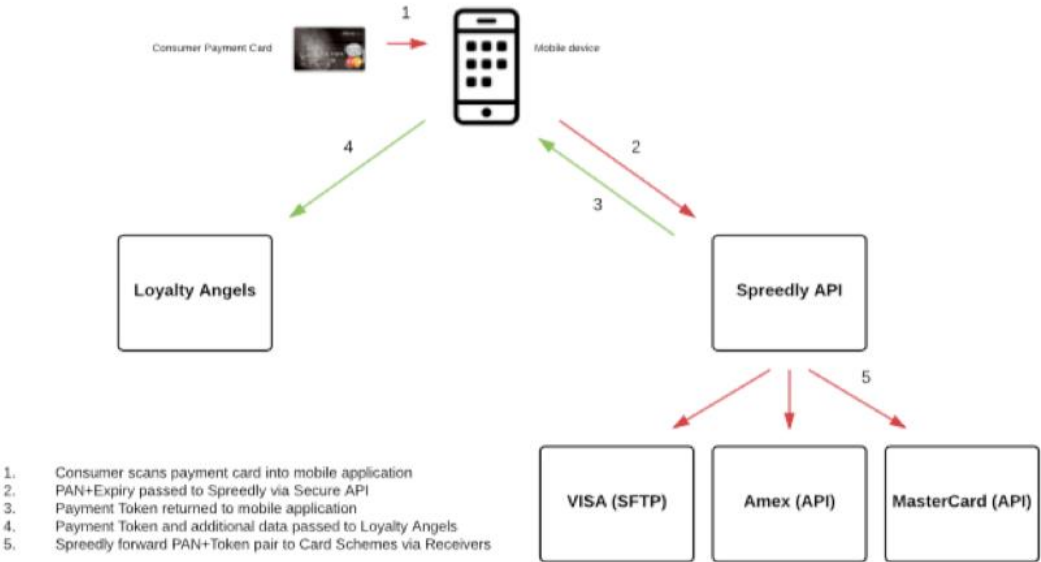 1
Consumer Payment Card
Mobile device
4
2
3
Loyalty Angels
Spreedly API
5
VISA (SFTP)
Amex (API)
MasterCard (API)
1. Consumer scans payment card into mobile application
2. PAN+Expiry passed to Spreedly via Secure API
3. Payment Token returned to mobile application
4. Payment Token and additional data passed to Loyalty Angels
5. Spreedly forward PAN+Token pair to Card Schemes via Receivers